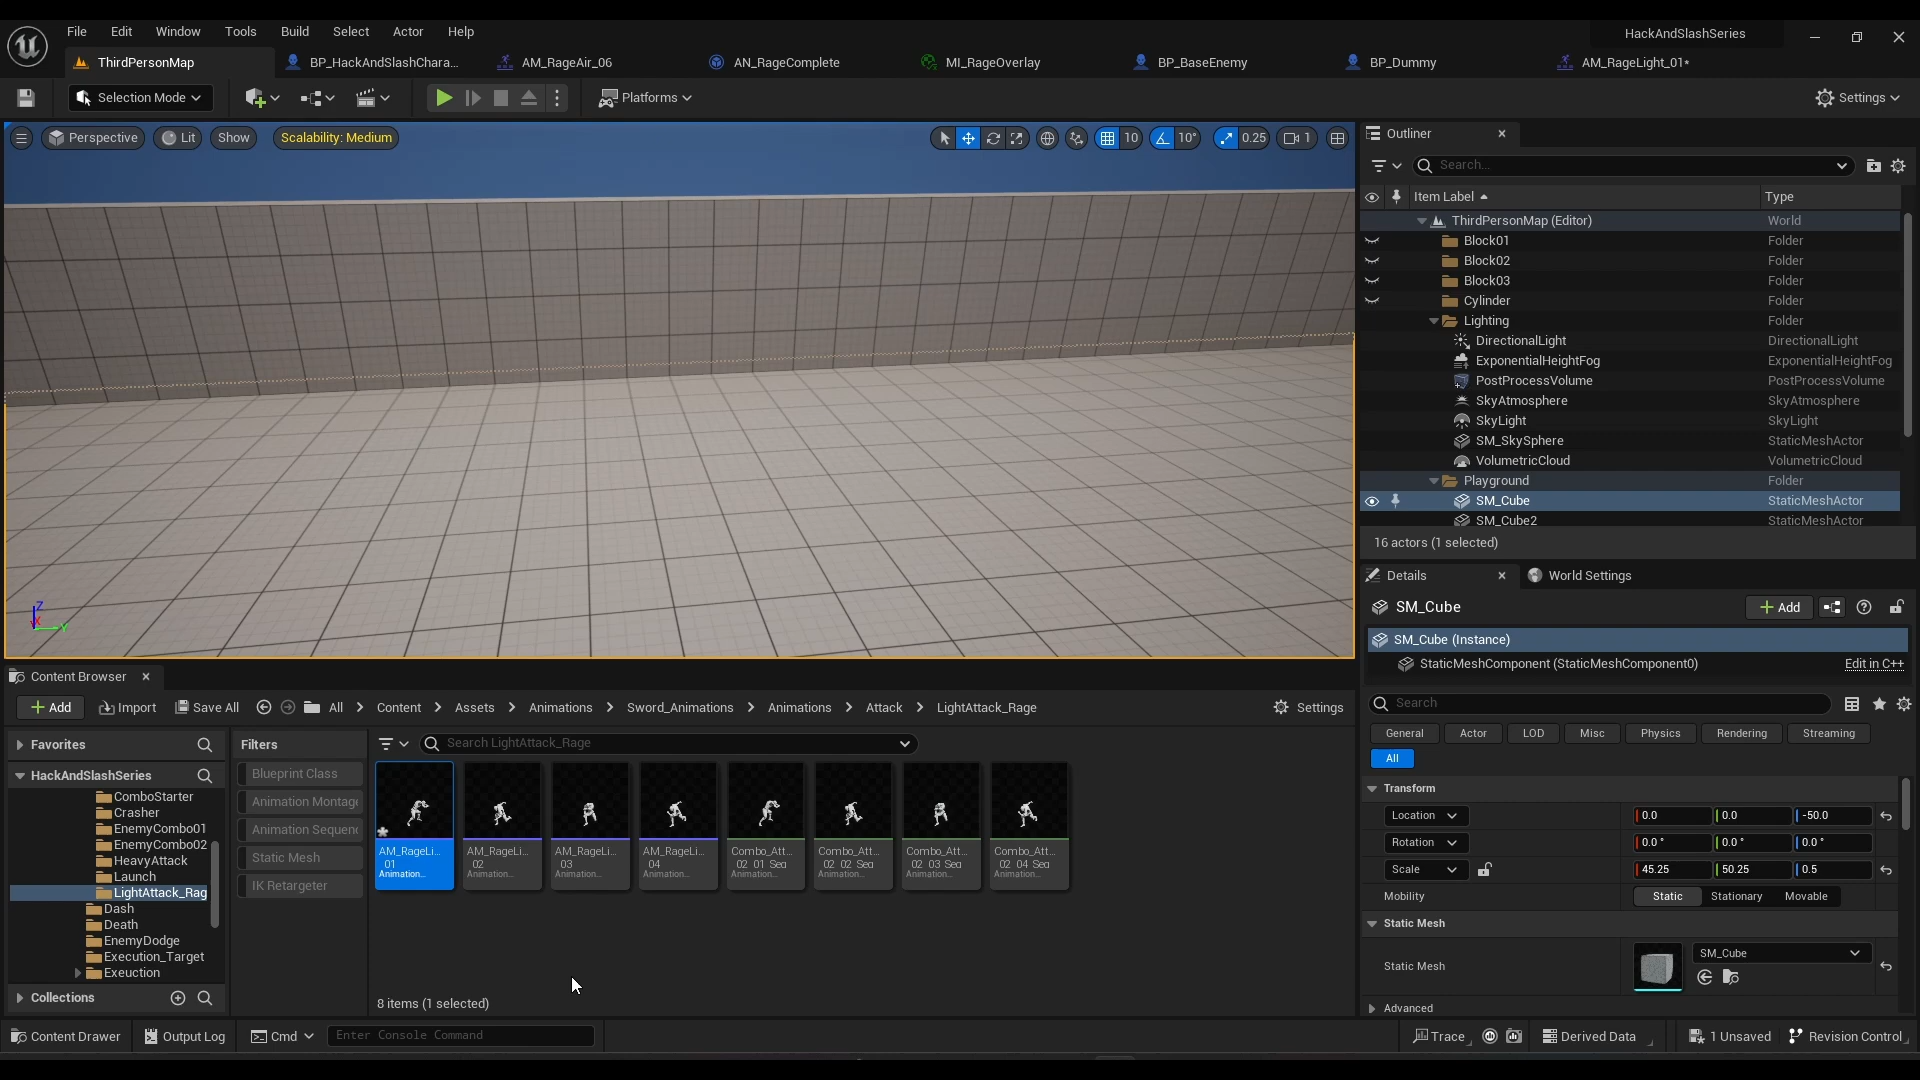 File Edit Window Tools Build Select Actor Help
HackAndSlashSeries
ThirdPersonMap
BP_HackAndSlashChara...
AM_RageAir_06
AN_RageComplete
MI_RageOverlay
BP_BaseEnemy
BP_Dummy
AM_RageLight_01*
Selection Mode
Platforms
Settings
Perspective
Lit
Show
Scalability: Medium
10
10°
0.25
1
Outliner
Search...
Item Label
Type
ThirdPersonMap (Editor) World
Block01 Folder
Block02 Folder
Block03 Folder
Cylinder Folder
Lighting Folder
DirectionalLight DirectionalLight
ExponentialHeightFog ExponentialHeightFog
PostProcessVolume PostProcessVolume
SkyAtmosphere SkyAtmosphere
SkyLight SkyLight
SM_SkySphere StaticMeshActor
VolumetricCloud VolumetricCloud
Playground Folder
SM_Cube StaticMeshActor
SM_Cube2 StaticMeshActor
16 actors (1 selected)
Z
X
Y
Details
World Settings
SM_Cube
Add
SM_Cube (Instance)
StaticMeshComponent (StaticMeshComponent0) Edit in C++
Search
General Actor LOD Misc Physics Rendering Streaming
All
Transform
Location 0.0 0.0 -50.0
Rotation 0.0 ° 0.0 ° 0.0 °
Scale 45.25 50.25 0.5
Mobility Static Stationary Movable
Static Mesh
Static Mesh SM_Cube
Advanced
Content Browser
Add Import Save All All Content Assets Animations Sword_Animations Animations Attack LightAttack_Rage Settings
Favorites
HackAndSlashSeries
ComboStarter
Crasher
EnemyCombo01
EnemyCombo02
HeavyAttack
Launch
LightAttack_Rag
Dash
Death
EnemyDodge
Execution_Target
Exeuction
Collections
Filters
Blueprint Class
Animation Montage
Animation Sequenc
Static Mesh
IK Retargeter
Search LightAttack_Rage
AM_RageLi... 01
Animation...
AM_RageLi... 02
Animation...
AM_RageLi... 03
Animation...
AM_RageLi... 04
Animation...
Combo_Att... 02_01_Seq
Animation...
Combo_Att... 02_02_Seq
Animation...
Combo_Att... 02_03_Seq
Animation...
Combo_Att... 02_04_Seq
Animation...
8 items (1 selected)
Content Drawer Output Log Cmd Enter Console Command
Trace Derived Data 1 Unsaved Revision Control